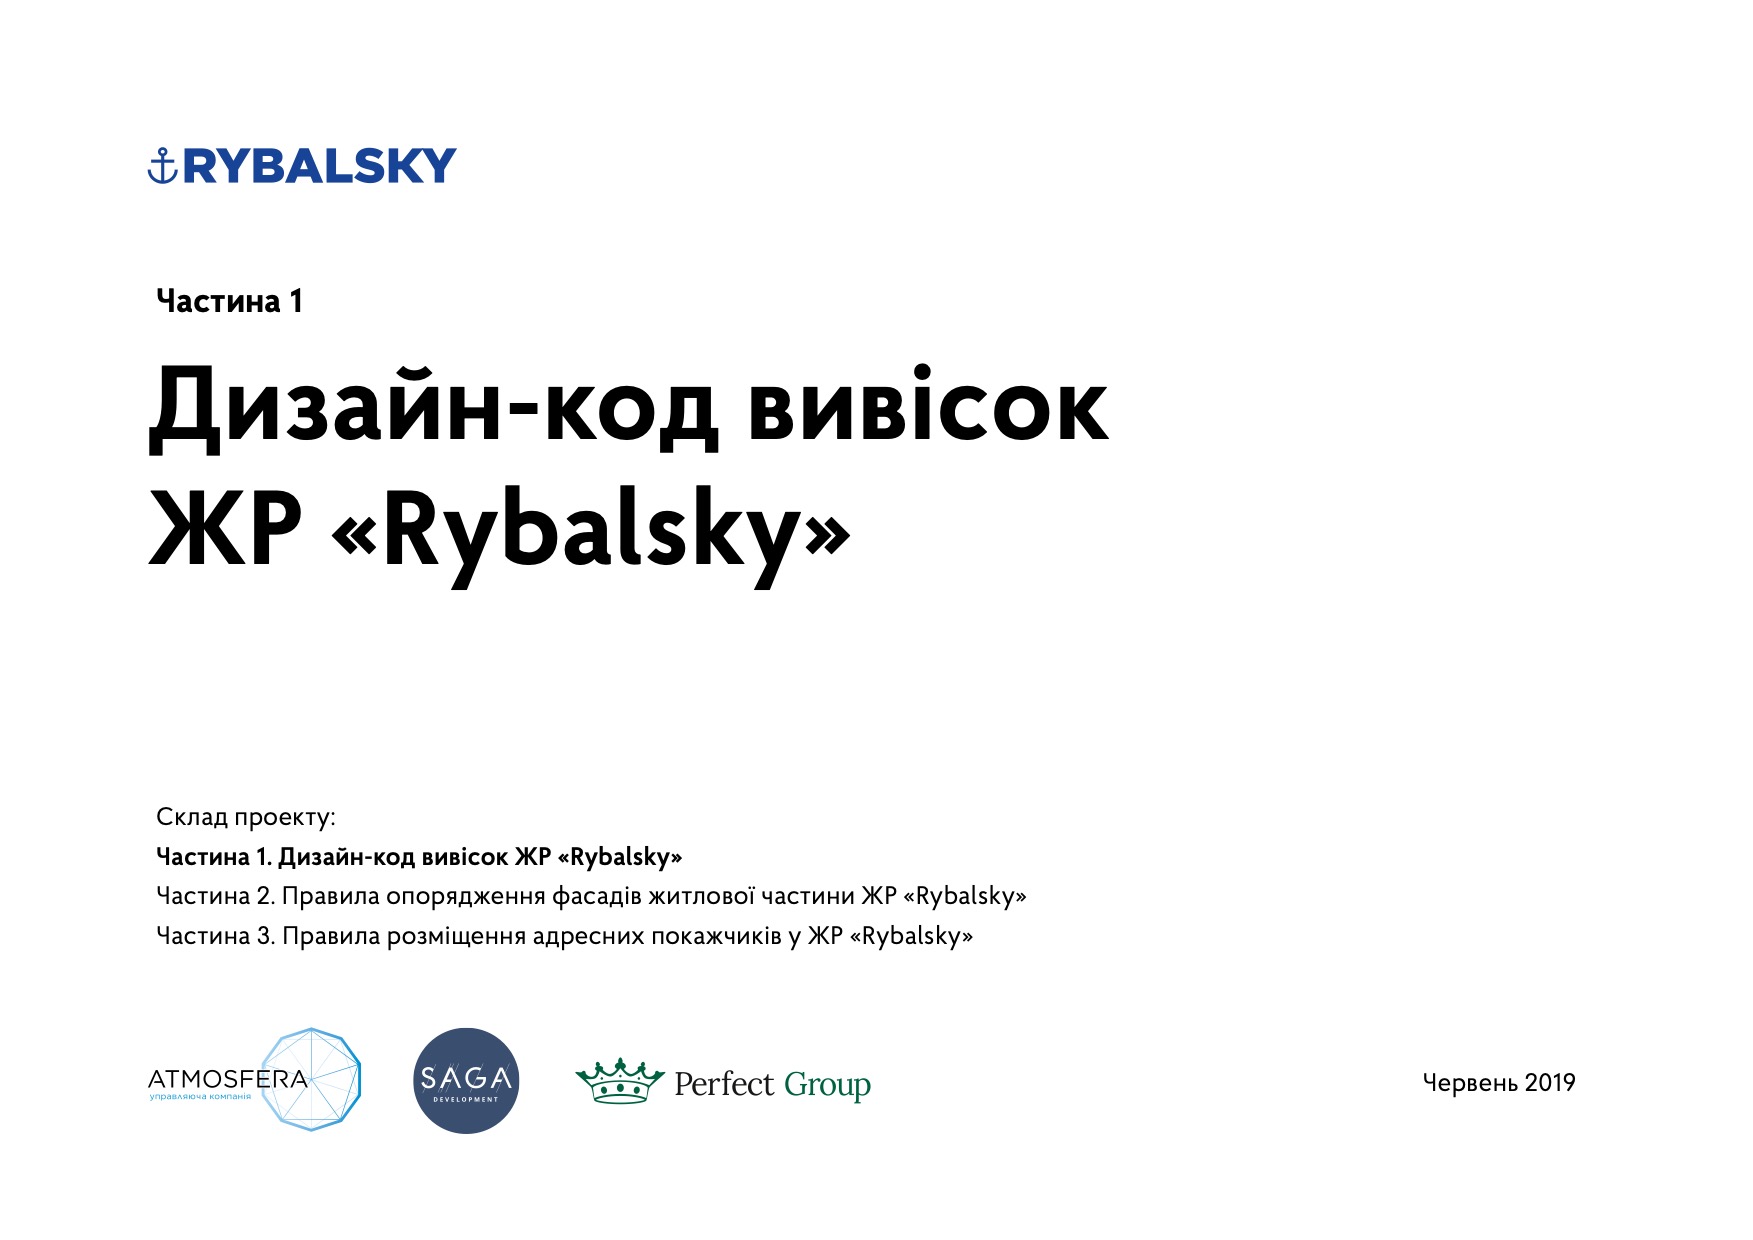 RYBALSKY
Частина 1
Дизайн-код вивісок
ЖР «Rybalsky»
Склад проекту:
Частина 1. Дизайн-код вивісок ЖР «Rybalsky»
Частина 2. Правила опорядження фасадів житлової частини ЖР «Rybalsky»
Частина 3. Правила розміщення адресних покажчиків у ЖР «Rybalsky»
ATMOSFERA
управляюча компанія
SAGA
DEVELOPMENT
Perfect Group
Червень 2019